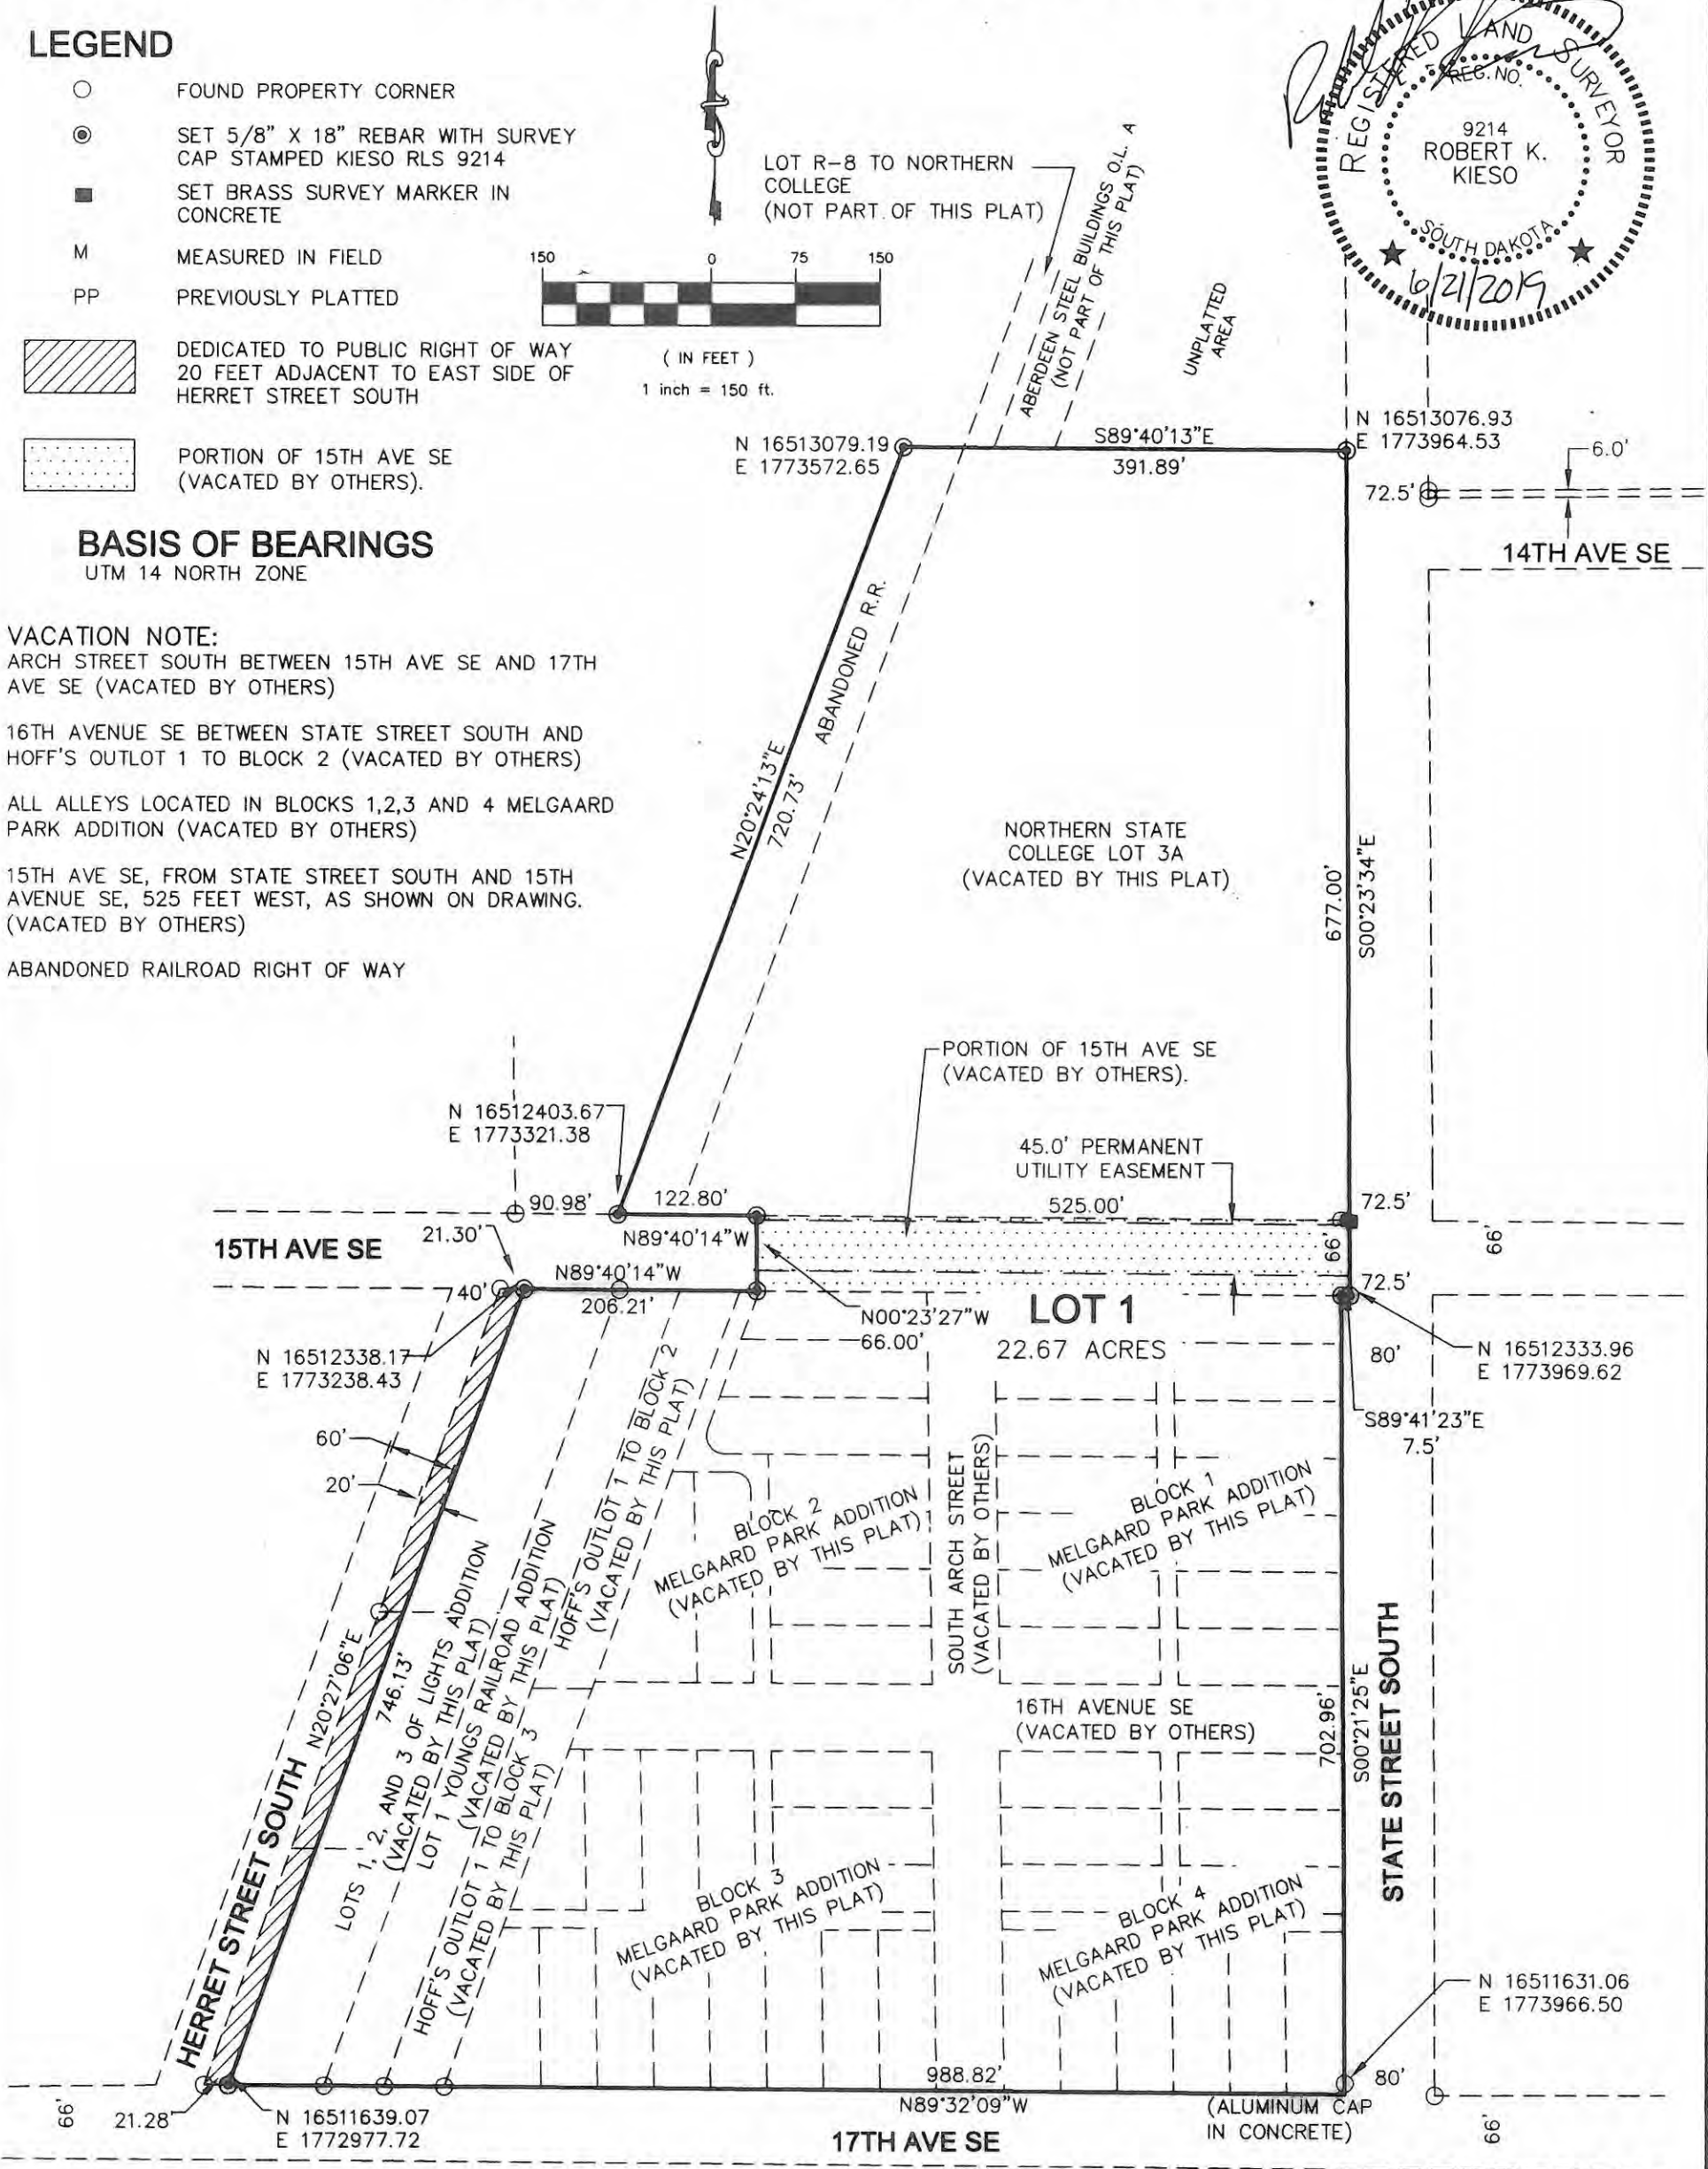 LEGEND
FOUND PROPERTY CORNER
SET 5/8" X 18" REBAR WITH SURVEY
CAP STAMPED KIESO RLS 9214
SET BRASS SURVEY MARKER IN
CONCRETE
M MEASURED IN FIELD
PP PREVIOUSLY PLATTED
DEDICATED TO PUBLIC RIGHT OF WAY
20 FEET ADJACENT TO EAST SIDE OF
HERRET STREET SOUTH
PORTION OF 15TH AVE SE
(VACATED BY OTHERS).
BASIS OF BEARINGS
UTM 14 NORTH ZONE
VACATION NOTE:
ARCH STREET SOUTH BETWEEN 15TH AVE SE AND 17TH
AVE SE (VACATED BY OTHERS)
16TH AVENUE SE BETWEEN STATE STREET SOUTH AND
HOFF'S OUTLOT 1 TO BLOCK 2 (VACATED BY OTHERS)
ALL ALLEYS LOCATED IN BLOCKS 1,2,3 AND 4 MELGAARD
PARK ADDITION (VACATED BY OTHERS)
15TH AVE SE, FROM STATE STREET SOUTH AND 15TH
AVENUE SE, 525 FEET WEST, AS SHOWN ON DRAWING.
(VACATED BY OTHERS)
ABANDONED RAILROAD RIGHT OF WAY
150 0 75 150
( IN FEET )
1 inch = 150 ft.
LOT R-8 TO NORTHERN
COLLEGE
(NOT PART OF THIS PLAT)
ABERDEEN STEEL BUILDINGS O.L. A
(NOT PART OF THIS PLAT)
UNPLATTED
AREA
REGISTERED LAND SURVEYOR
REG. NO.
9214
ROBERT K.
KIESO
SOUTH DAKOTA
6/21/2019
N 16513079.19
E 1773572.65
S89°40'13"E
391.89'
N 16513076.93
E 1773964.53
6.0'
72.5'
14TH AVE SE
ABANDONED R.R.
N20°24'13"E
720.73'
NORTHERN STATE
COLLEGE LOT 3A
(VACATED BY THIS PLAT)
677.00'
S00°23'34"E
PORTION OF 15TH AVE SE
(VACATED BY OTHERS).
N 16512403.67
E 1773321.38
45.0' PERMANENT
UTILITY EASEMENT
90.98'
122.80'
525.00'
72.5'
15TH AVE SE
21.30'
N89°40'14"W
66'
66'
N89°40'14"W
40'
206.21'
72.5'
N00°23'27"W
66.00'
LOT 1
22.67 ACRES
N 16512338.17
E 1773238.43
80'
N 16512333.96
E 1773969.62
S89°41'23"E
7.5'
60'
20'
HOFF'S OUTLOT 1 TO BLOCK 2
(VACATED BY THIS PLAT)
BLOCK 2
MELGAARD PARK ADDITION
(VACATED BY THIS PLAT)
SOUTH ARCH STREET
(VACATED BY OTHERS)
BLOCK 1
MELGAARD PARK ADDITION
(VACATED BY THIS PLAT)
N20°27'06"E
746.13'
LOTS 1, 2, AND 3 OF LIGHTS ADDITION
(VACATED BY THIS PLAT)
LOT 1 YOUNGS RAILROAD ADDITION
(VACATED BY THIS PLAT)
HOFF'S OUTLOT 1 TO BLOCK 3
(VACATED BY THIS PLAT)
16TH AVENUE SE
(VACATED BY OTHERS)
702.96'
S00°21'25"E
STATE STREET SOUTH
HERRET STREET SOUTH
BLOCK 3
MELGAARD PARK ADDITION
(VACATED BY THIS PLAT)
BLOCK 4
MELGAARD PARK ADDITION
(VACATED BY THIS PLAT)
N 16511631.06
E 1773966.50
988.82'
N89°32'09"W
80'
(ALUMINUM CAP
IN CONCRETE)
66'
21.28'
N 16511639.07
E 1772977.72
66'
17TH AVE SE